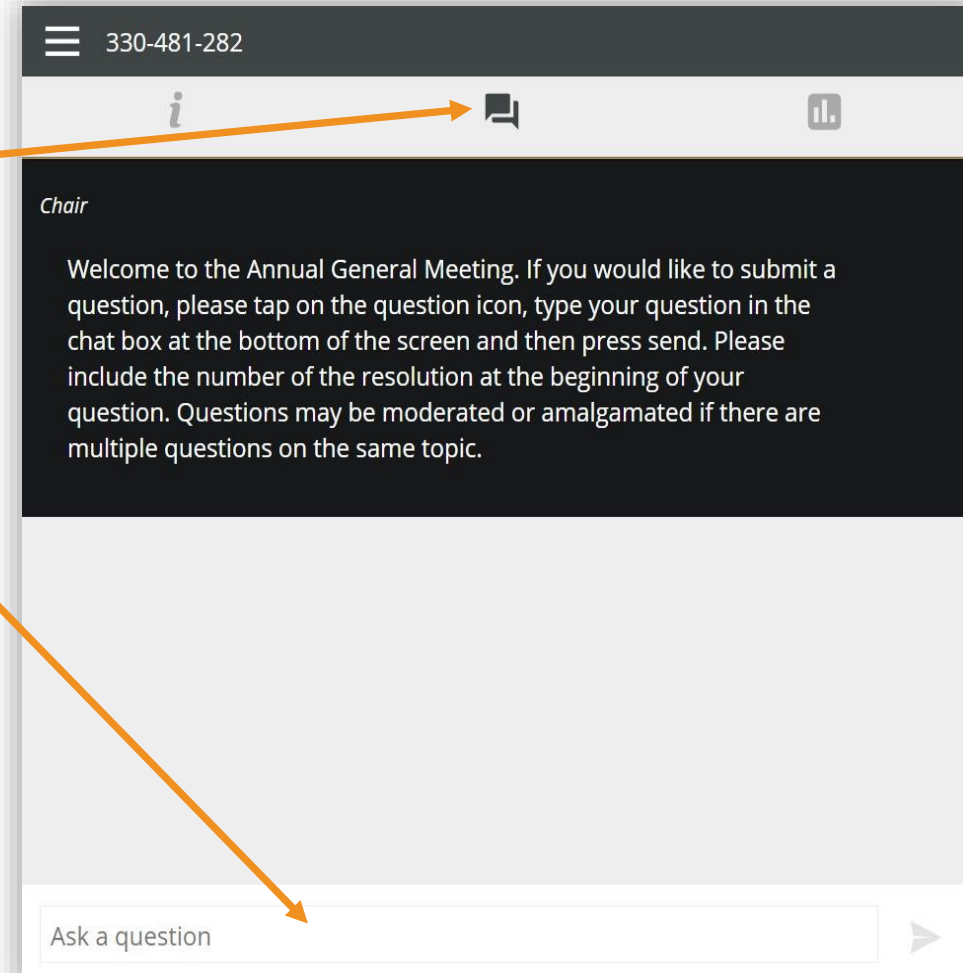 330-481-282
Chair
Welcome to the Annual General Meeting. If you would like to submit a
question, please tap on the question icon, type your question in the
chat box at the bottom of the screen and then press send. Please
include the number of the resolution at the beginning of your
question. Questions may be moderated or amalgamated if there are
multiple questions on the same topic.
Ask a question